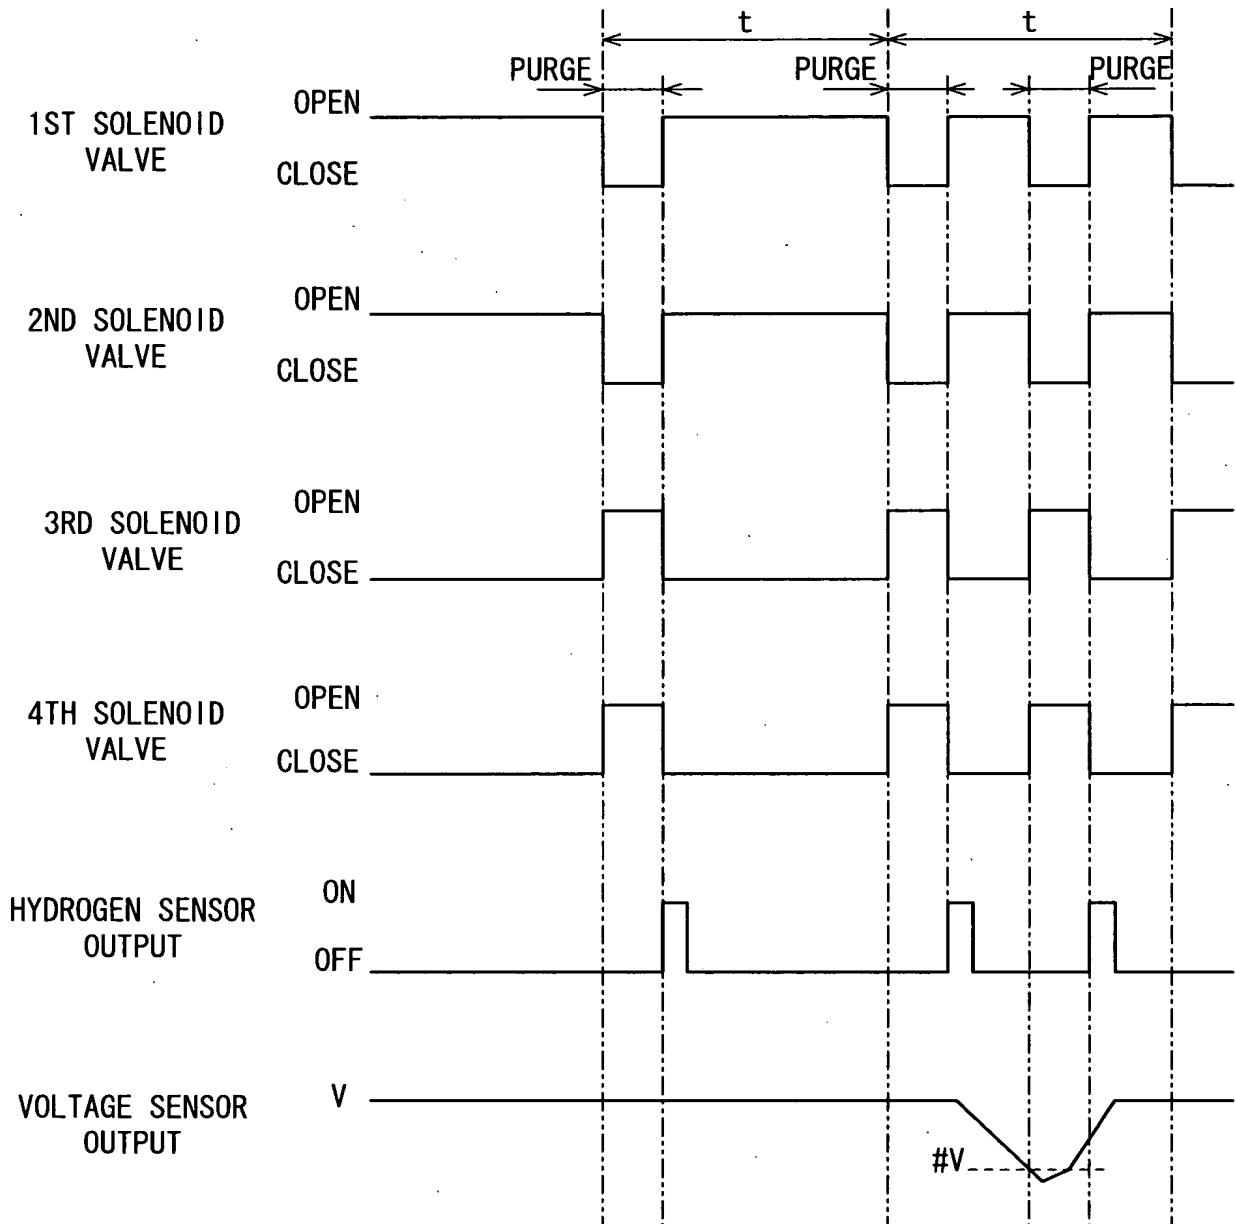 t t
PURGE PURGE PURGE
1ST SOLENOID
VALVE
OPEN
CLOSE
2ND SOLENOID
VALVE
OPEN
CLOSE
3RD SOLENOID
VALVE
OPEN
CLOSE
4TH SOLENOID
VALVE
OPEN
CLOSE
HYDROGEN SENSOR
OUTPUT
ON
OFF
VOLTAGE SENSOR
OUTPUT
V
#V